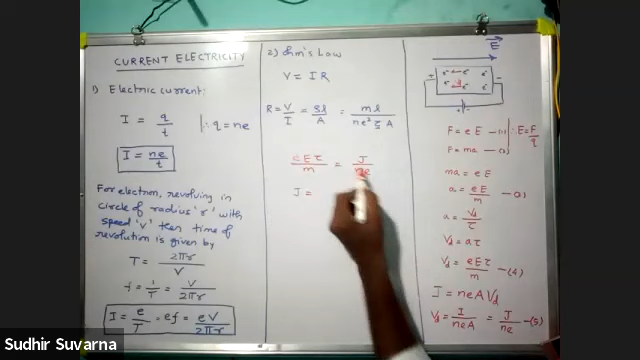 CURRENT ELECTRICITY
1) Electric current:
I = q/t | ∵ q = ne
I = ne/t
For electron, revolving in
circle of radius 'r' with
speed 'v' then time of
revolution is given by
T = 2πr/V
f = 1/T = V/2πr
I = e/T = ef = eV/2πr
2) Ohm's Law
V = IR
R = V/I = ρl/A = ml/ne²τA
eEτ/m = J/ne
J =
E
F = eE —(1) | ∵ E = F/q
F = ma —(2)
ma = eE
a = eE/m —(3)
a = Vd/τ
Vd = aτ
Vd = eEτ/m —(4)
J = neAVd
Vd = I/neA = J/ne —(5)
Sudhir Suvarna